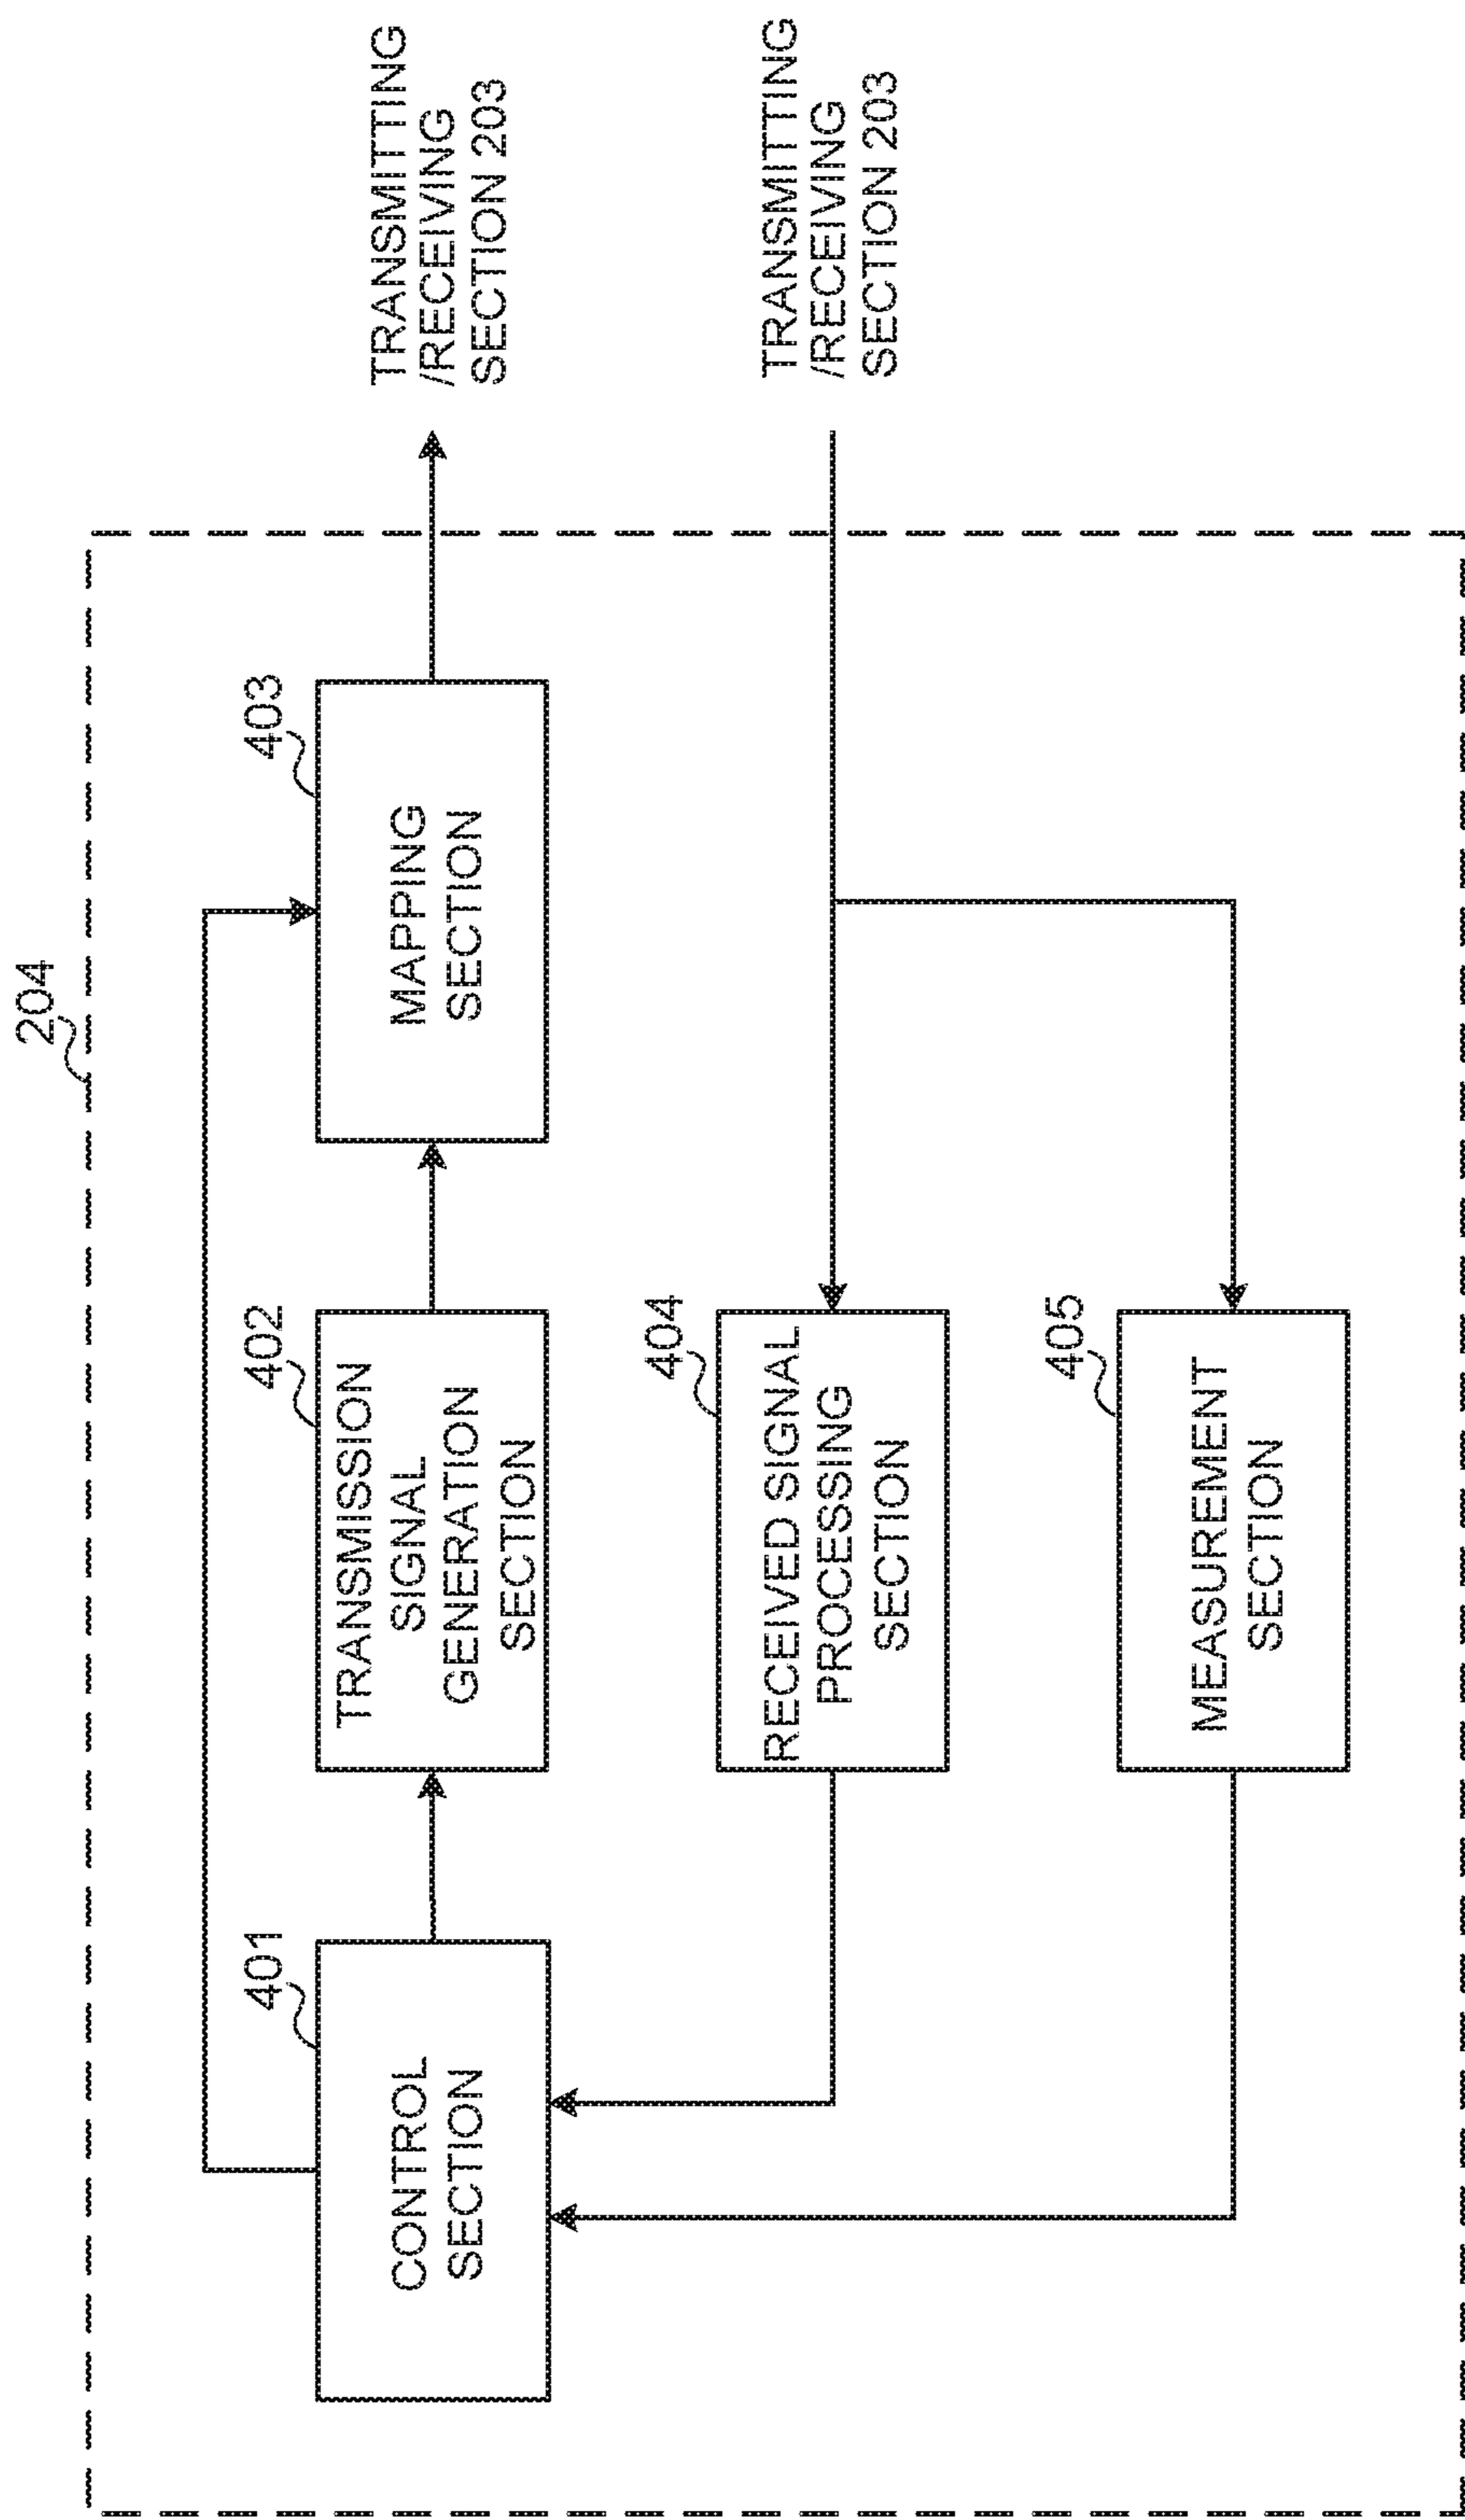 204
401
CONTROL
SECTION
402
TRANSMISSION
SIGNAL
GENERATION
SECTION
403
MAPPING
SECTION
TRANSMITTING
/RECEIVING
SECTION 203
404
RECEIVED SIGNAL
PROCESSING
SECTION
TRANSMITTING
/RECEIVING
SECTION 203
405
MEASUREMENT
SECTION